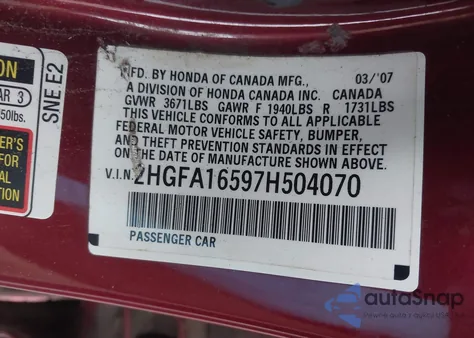 ON
SNE.E2
AR 3
50lbs.
ER'S
FOR
AL
TION
MFD. BY HONDA OF CANADA MFG., 03/'07
A DIVISION OF HONDA CANADA INC. CANADA
GVWR 3671LBS GAWR F 1940LBS R 1731LBS
THIS VEHICLE CONFORMS TO ALL APPLICABLE
FEDERAL MOTOR VEHICLE SAFETY, BUMPER,
AND THEFT PREVENTION STANDARDS IN EFFECT
ON THE DATE OF MANUFACTURE SHOWN ABOVE.
V.I.N. 2HGFA16597H504070
PASSENGER CAR
autoSnap